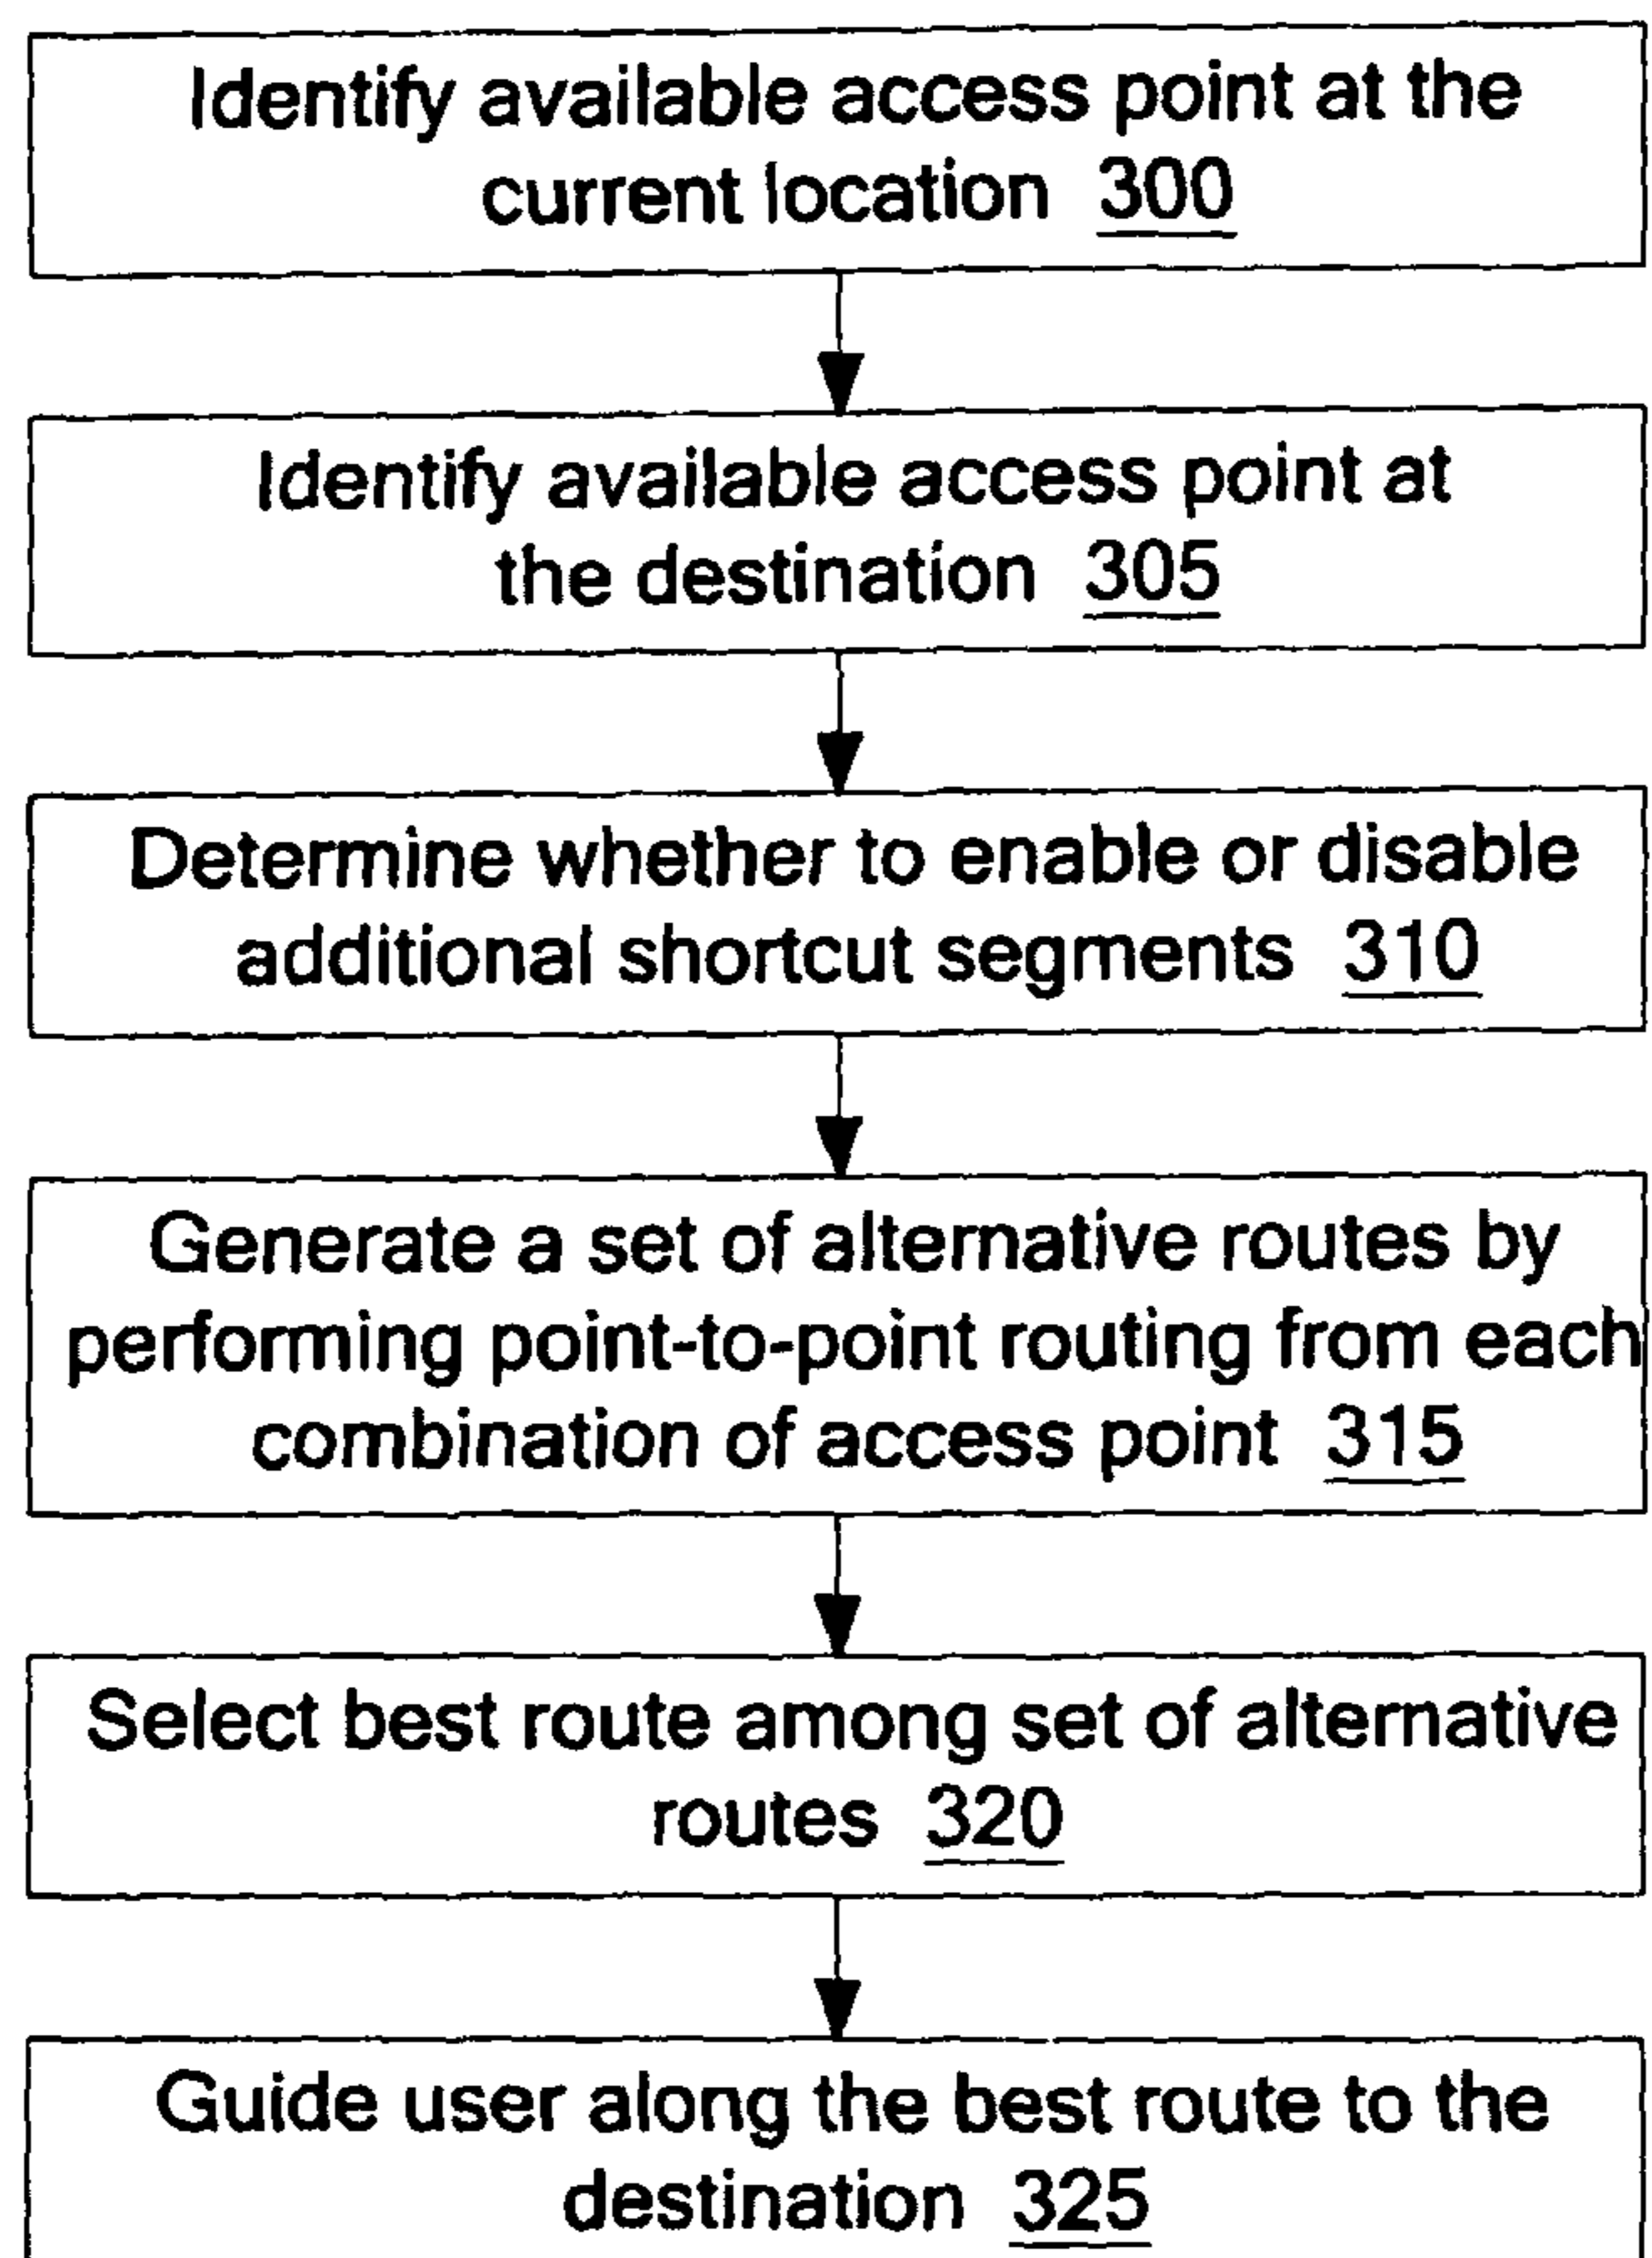 Identify available access point at the
current location 300
Identify available access point at
the destination 305
Determine whether to enable or disable
additional shortcut segments 310
Generate a set of alternative routes by
performing point-to-point routing from each
combination of access point 315
Select best route among set of alternative
routes 320
Guide user along the best route to the
destination 325